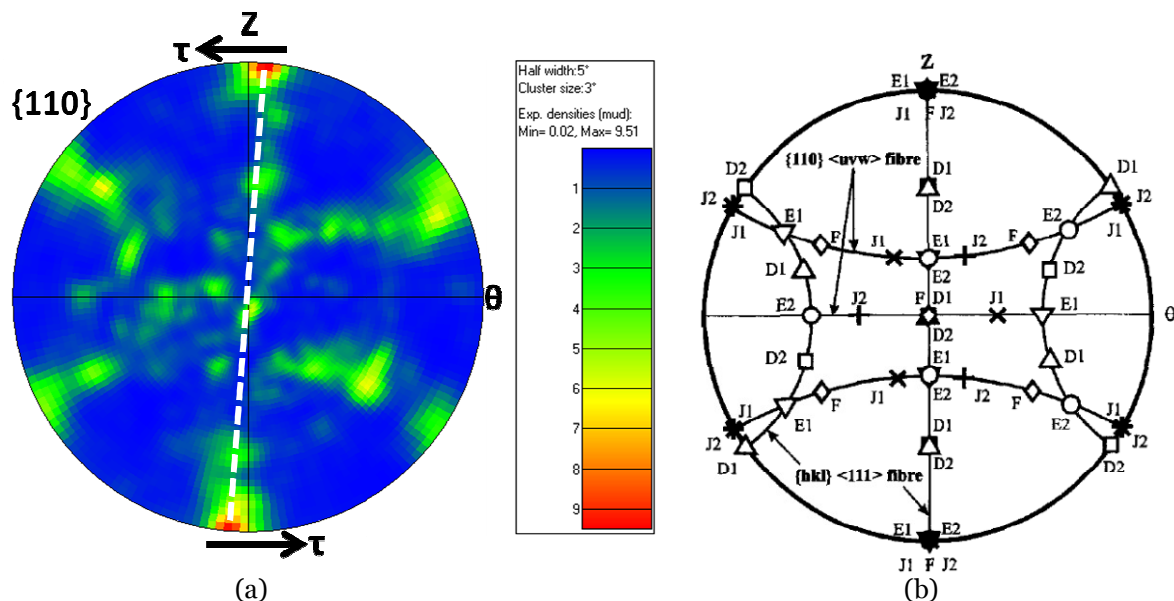 τ Z
{110}
θ
τ
(a)
Half width:5°
Cluster size:3°
Exp. densities (mud):
Min= 0.02, Max= 9.51
1
2
3
4
5
6
7
8
9
Z
E1 E2
J1 F J2
{110} <uvw> fibre
D2 D1 D1
J2 D2 J2
J1 E1 E2 J1
F J1 E1 J2 F
D1 E2 D2
E2 J2 F D1 J1 E1 θ
D2 D2 D1
E1
J1 F J1 E2 J2 F J1
J2 E1 D1 E2 J2
D1 D2 D2
{hkl} <111> fibre
E1 E2
J1 F J2
(b)